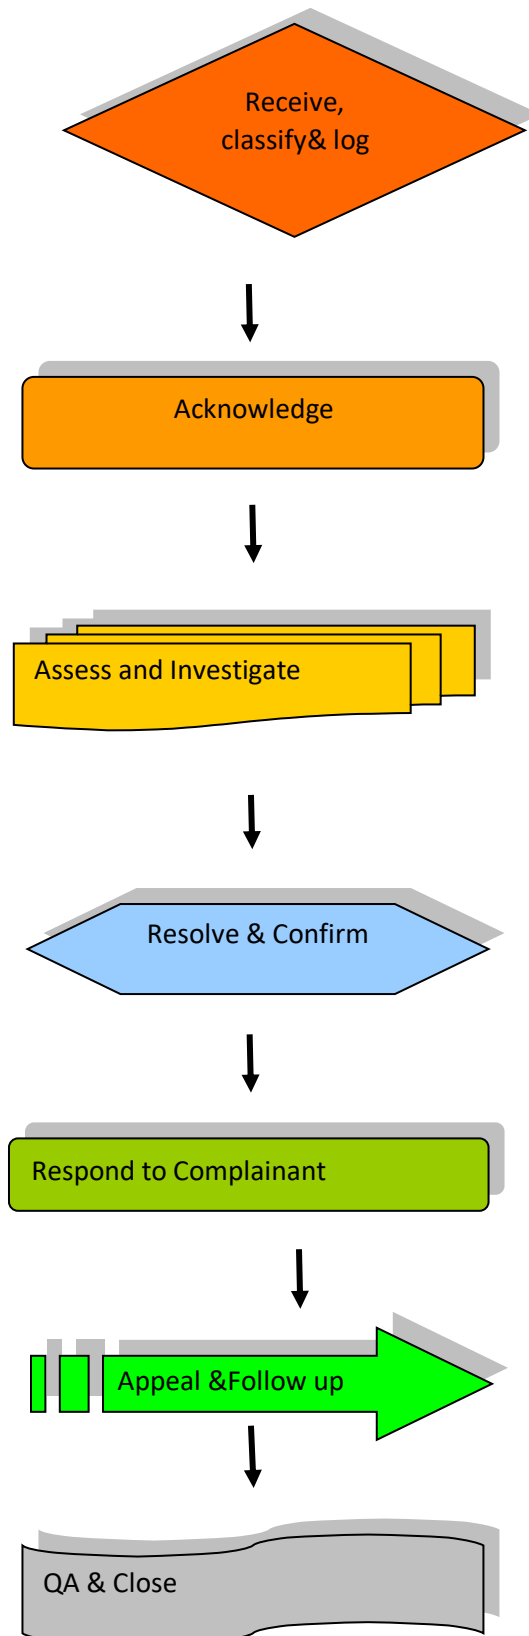 Receive,
classify& log
Acknowledge
Assess and Investigate
Resolve & Confirm
Respond to Complainant
Appeal &Follow up
QA & Close